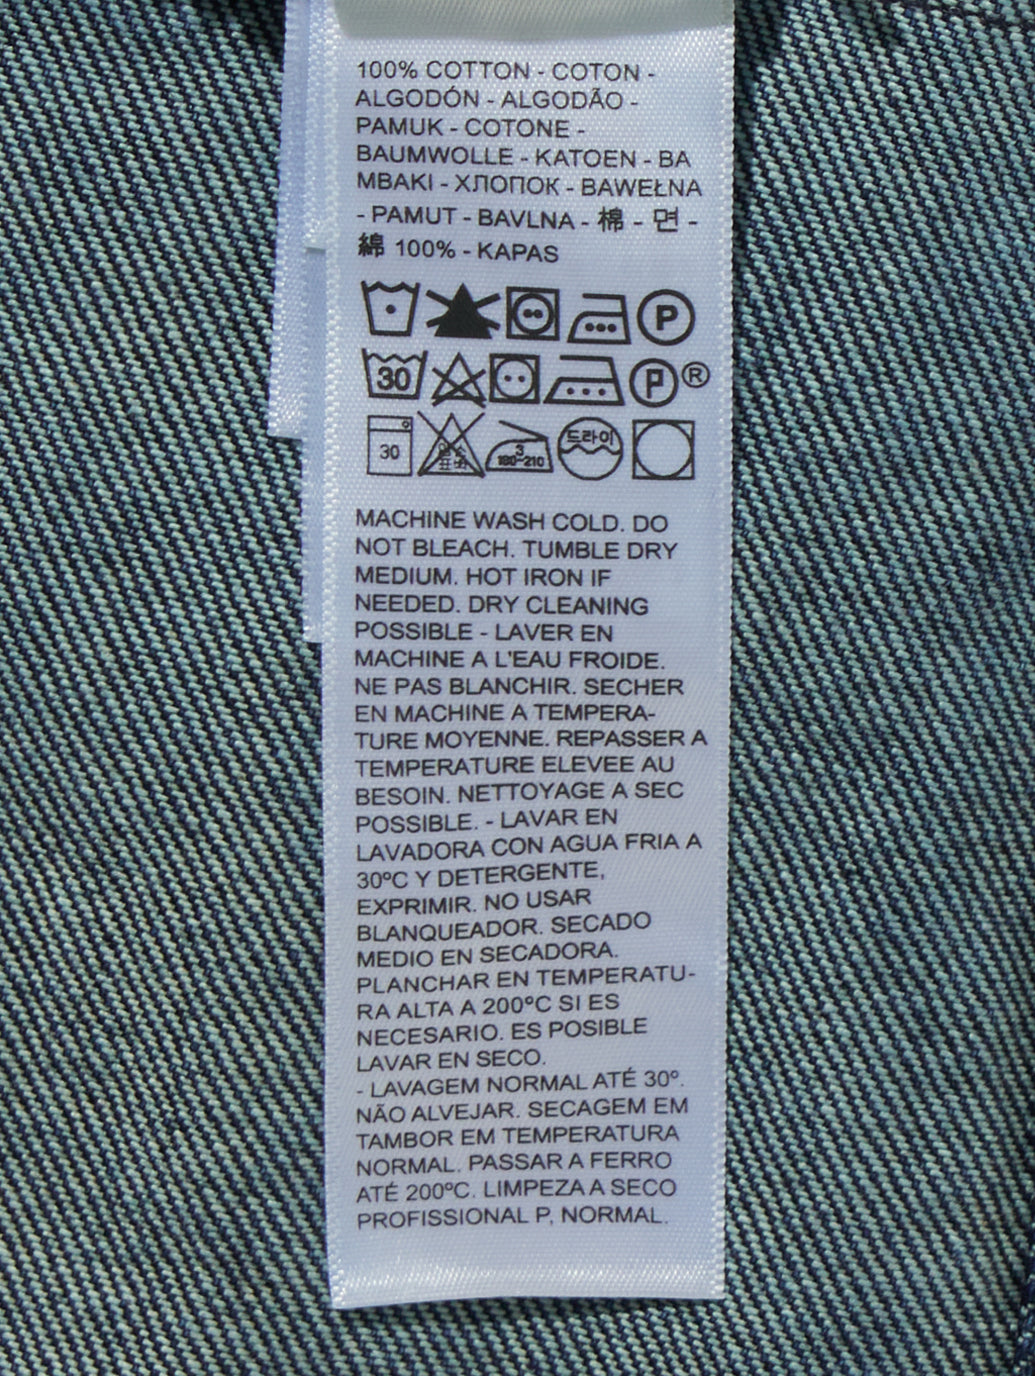 100% COTTON - COTON -
ALGODÓN - ALGODÃO -
PAMUK - COTONE -
BAUMWOLLE - KATOEN - BA
MBAKI - ХЛОПОК - BAWEŁNA
- PAMUT - BAVLNA - 棉 - 면 -
綿 100% - KAPAS
P
30 P®
30 3 180~210 드라이
MACHINE WASH COLD. DO
NOT BLEACH. TUMBLE DRY
MEDIUM. HOT IRON IF
NEEDED. DRY CLEANING
POSSIBLE - LAVER EN
MACHINE A L'EAU FROIDE.
NE PAS BLANCHIR. SECHER
EN MACHINE A TEMPERA-
TURE MOYENNE. REPASSER A
TEMPERATURE ELEVEE AU
BESOIN. NETTOYAGE A SEC
POSSIBLE. - LAVAR EN
LAVADORA CON AGUA FRIA A
30ºC Y DETERGENTE,
EXPRIMIR. NO USAR
BLANQUEADOR. SECADO
MEDIO EN SECADORA.
PLANCHAR EN TEMPERATU-
RA ALTA A 200ºC SI ES
NECESARIO. ES POSIBLE
LAVAR EN SECO.
- LAVAGEM NORMAL ATÉ 30º.
NÃO ALVEJAR. SECAGEM EM
TAMBOR EM TEMPERATURA
NORMAL. PASSAR A FERRO
ATÉ 200ºC. LIMPEZA A SECO
PROFISSIONAL P, NORMAL.